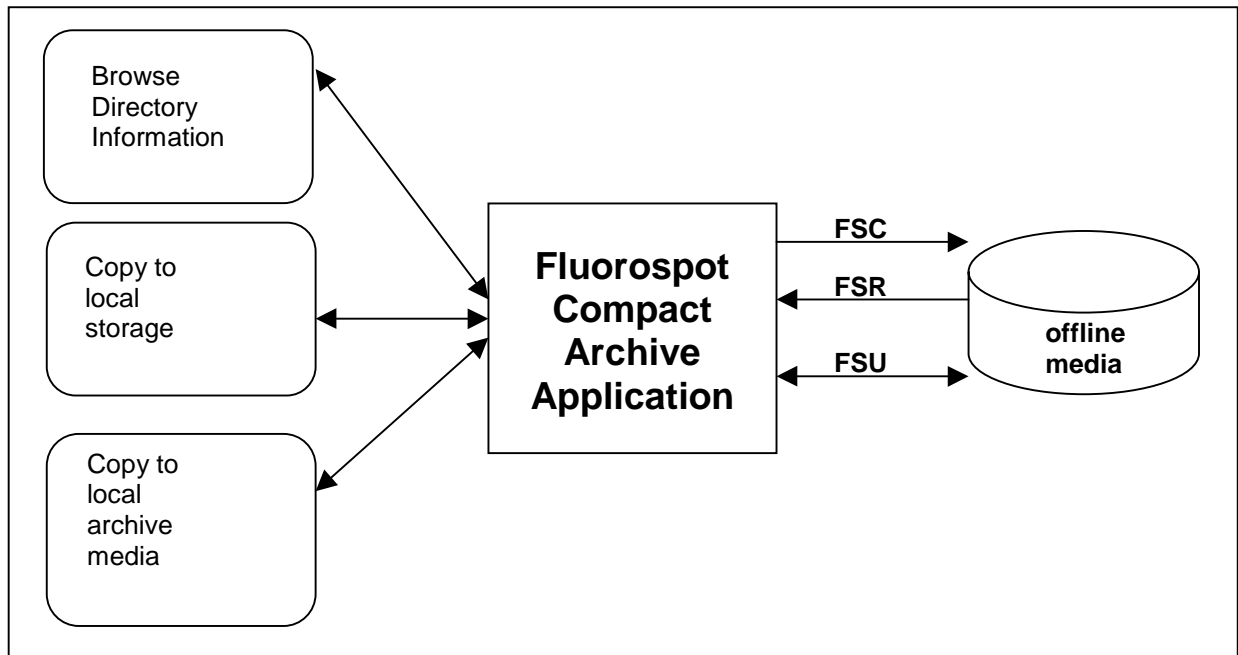 Browse
Directory
Information
Copy to
local
storage
Copy to
local
archive
media
Fluorospot
Compact
Archive
Application
FSC
FSR
FSU
offline
media